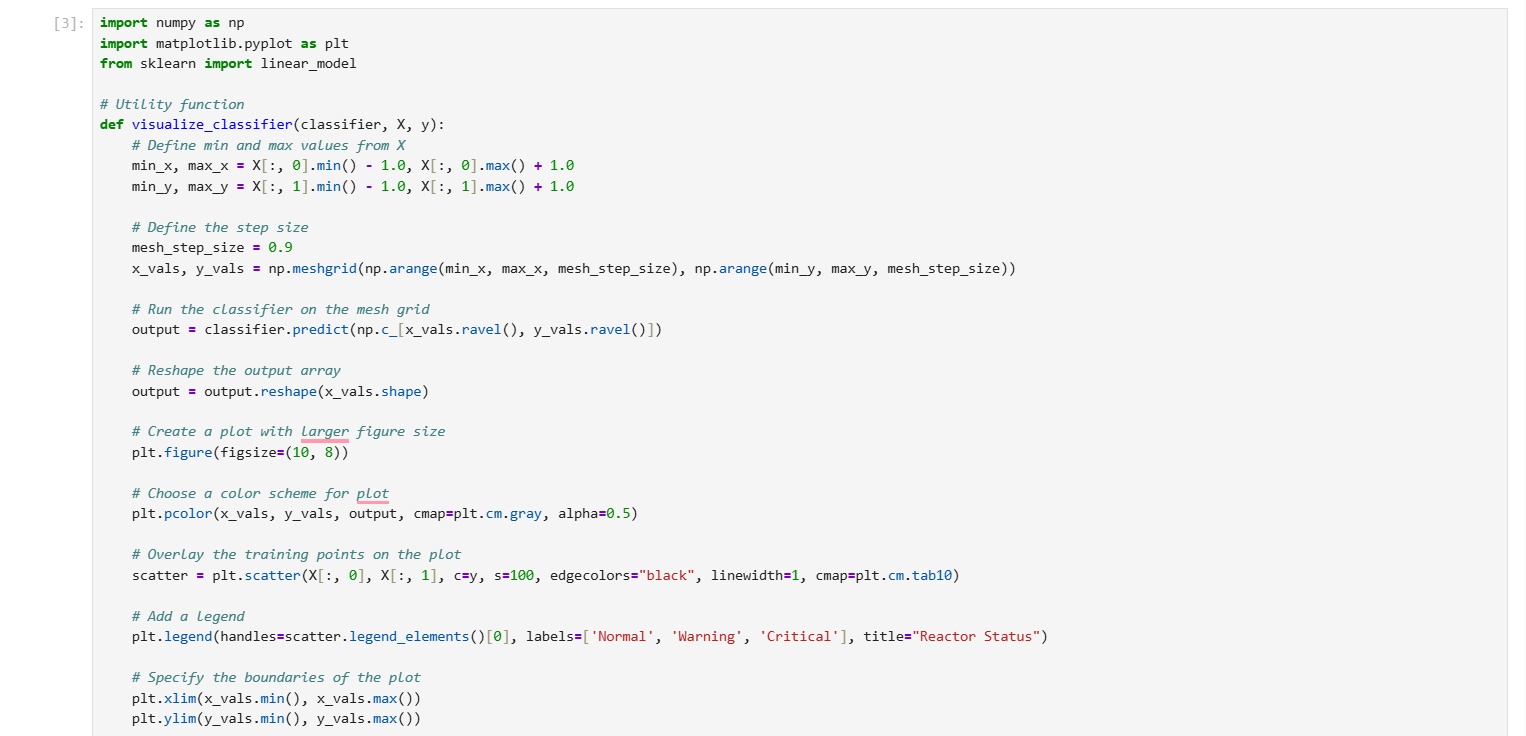 [3]: import numpy as np
import matplotlib.pyplot as plt
from sklearn import linear_model
# Utility function
def visualize_classifier(classifier, X, y):
    # Define min and max values from X
    min_x, max_x = X[:, 0].min() - 1.0, X[:, 0].max() + 1.0
    min_y, max_y = X[:, 1].min() - 1.0, X[:, 1].max() + 1.0
    # Define the step size
    mesh_step_size = 0.9
    x_vals, y_vals = np.meshgrid(np.arange(min_x, max_x, mesh_step_size), np.arange(min_y, max_y, mesh_step_size))
    # Run the classifier on the mesh grid
    output = classifier.predict(np.c_[x_vals.ravel(), y_vals.ravel()])
    # Reshape the output array
    output = output.reshape(x_vals.shape)
    # Create a plot with larger figure size
    plt.figure(figsize=(10, 8))
    # Choose a color scheme for plot
    plt.pcolor(x_vals, y_vals, output, cmap=plt.cm.gray, alpha=0.5)
    # Overlay the training points on the plot
    scatter = plt.scatter(X[:, 0], X[:, 1], c=y, s=100, edgecolors="black", linewidth=1, cmap=plt.cm.tab10)
    # Add a legend
    plt.legend(handles=scatter.legend_elements()[0], labels=['Normal', 'Warning', 'Critical'], title="Reactor Status")
    # Specify the boundaries of the plot
    plt.xlim(x_vals.min(), x_vals.max())
    plt.ylim(y_vals.min(), y_vals.max())